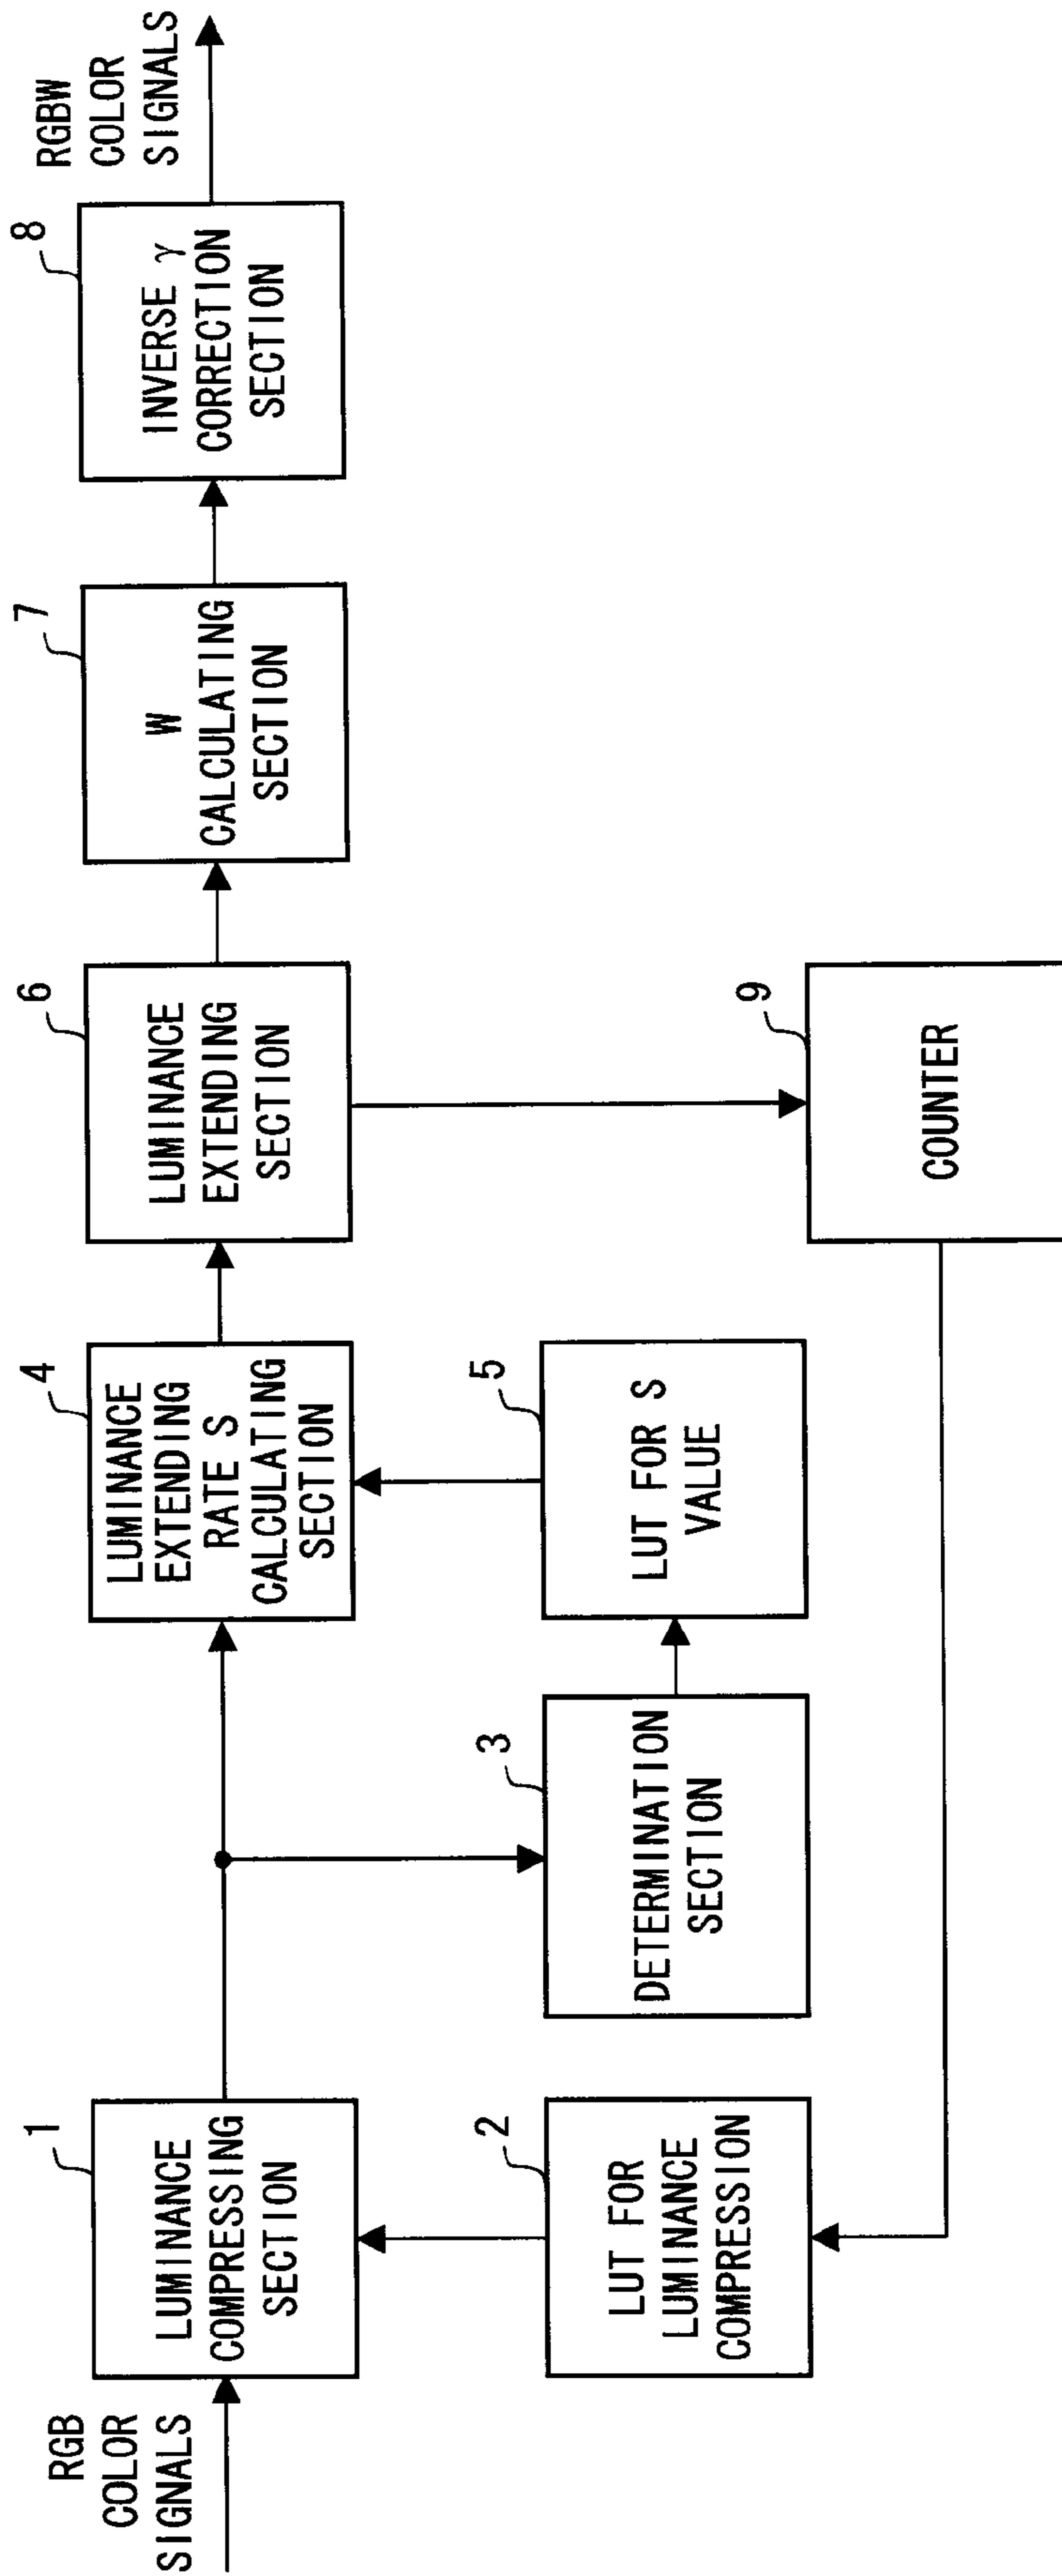 RGB
COLOR
SIGNALS
1
LUMINANCE
COMPRESSING
SECTION
2
LUT FOR
LUMINANCE
COMPRESSION
3
DETERMINATION
SECTION
4
LUMINANCE
EXTENDING
RATE S
CALCULATING
SECTION
5
LUT FOR S
VALUE
6
LUMINANCE
EXTENDING
SECTION
7
W
CALCULATING
SECTION
8
INVERSE γ
CORRECTION
SECTION
RGBW
COLOR
SIGNALS
9
COUNTER